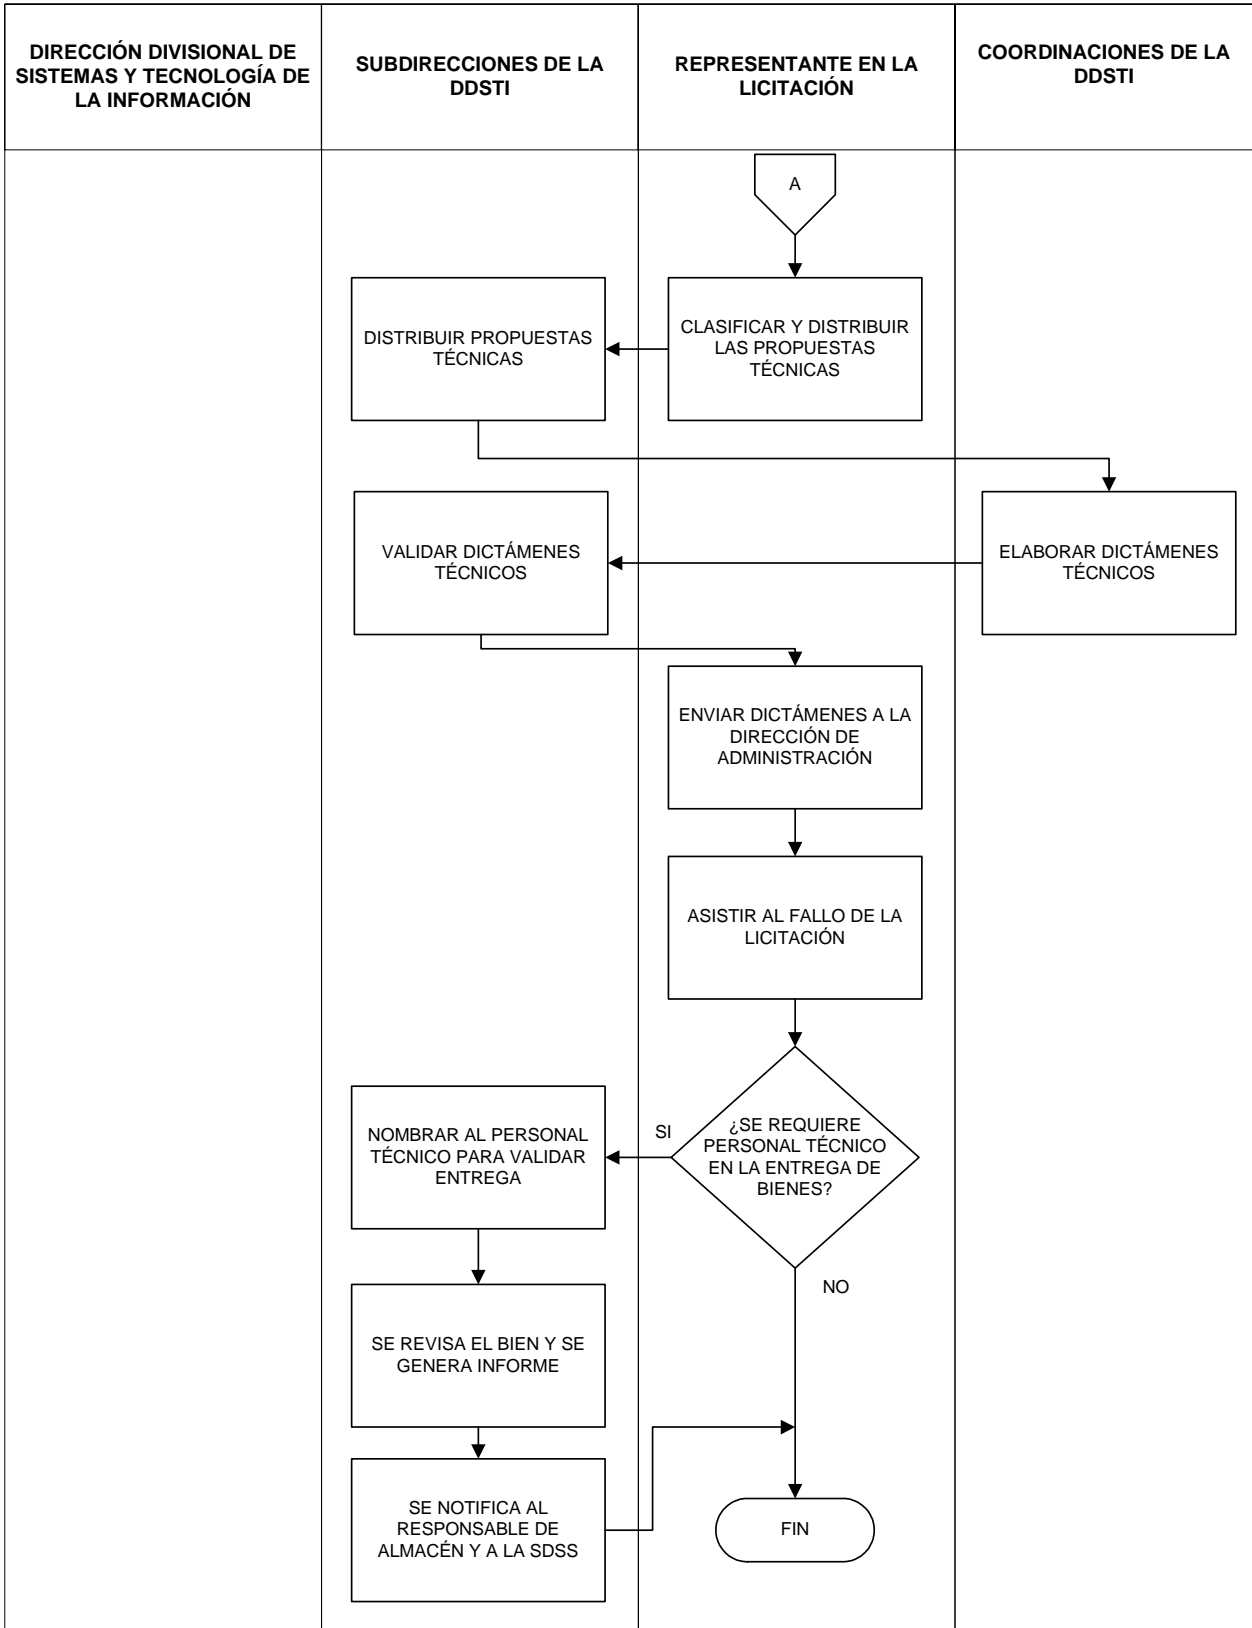 DIRECCIÓN DIVISIONAL DE
SISTEMAS Y TECNOLOGÍA DE
LA INFORMACIÓN
SUBDIRECCIONES DE LA
DDSTI
REPRESENTANTE EN LA
LICITACIÓN
COORDINACIONES DE LA
DDSTI
A
CLASIFICAR Y DISTRIBUIR
LAS PROPUESTAS
TÉCNICAS
DISTRIBUIR PROPUESTAS
TÉCNICAS
ELABORAR DICTÁMENES
TÉCNICOS
VALIDAR DICTÁMENES
TÉCNICOS
ENVIAR DICTÁMENES A LA
DIRECCIÓN DE
ADMINISTRACIÓN
ASISTIR AL FALLO DE LA
LICITACIÓN
¿SE REQUIERE
PERSONAL TÉCNICO
EN LA ENTREGA DE
BIENES?
SI
NOMBRAR AL PERSONAL
TÉCNICO PARA VALIDAR
ENTREGA
NO
SE REVISA EL BIEN Y SE
GENERA INFORME
SE NOTIFICA AL
RESPONSABLE DE
ALMACÉN Y A LA SDSS
FIN